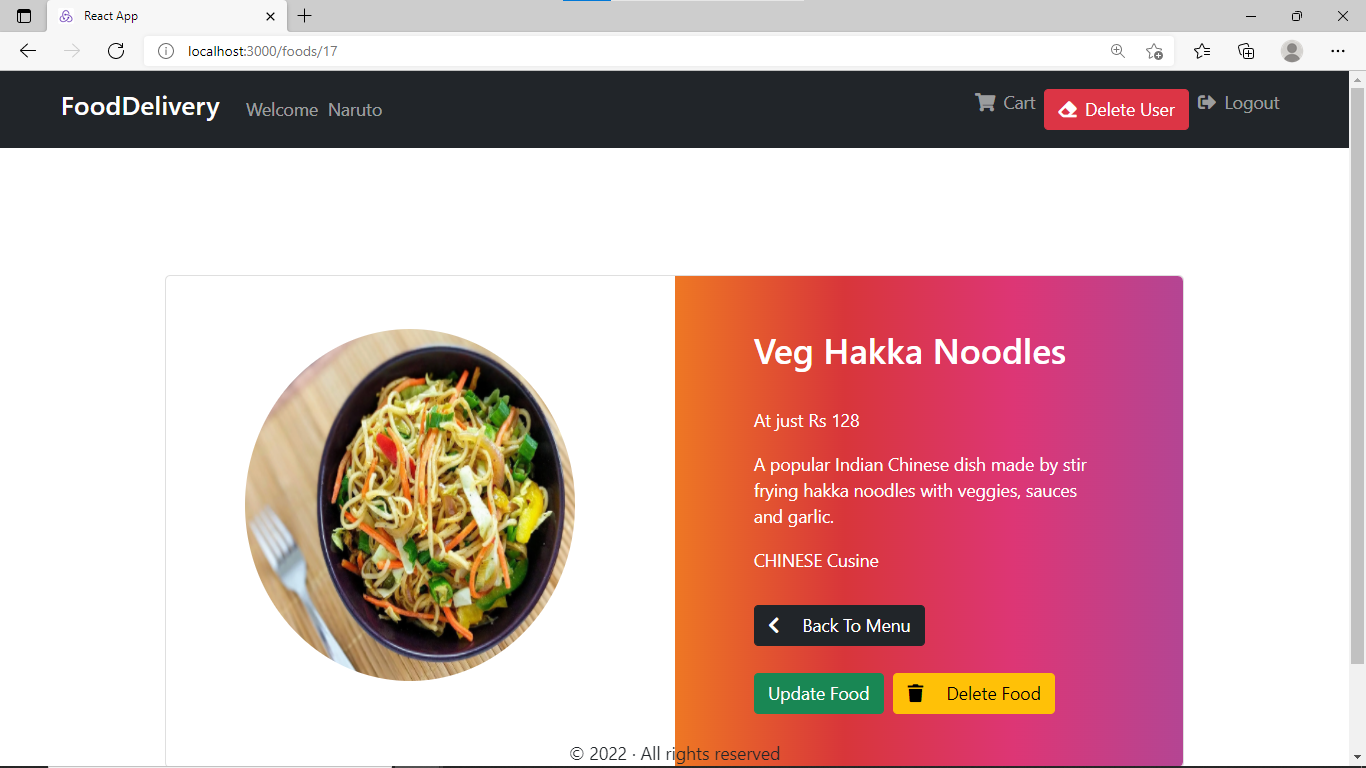 React App
localhost:3000/foods/17
FoodDelivery Welcome Naruto Cart Delete User Logout
Veg Hakka Noodles
At just Rs 128
A popular Indian Chinese dish made by stir
frying hakka noodles with veggies, sauces
and garlic.
CHINESE Cusine
Back To Menu
Update Food Delete Food
© 2022 · All rights reserved